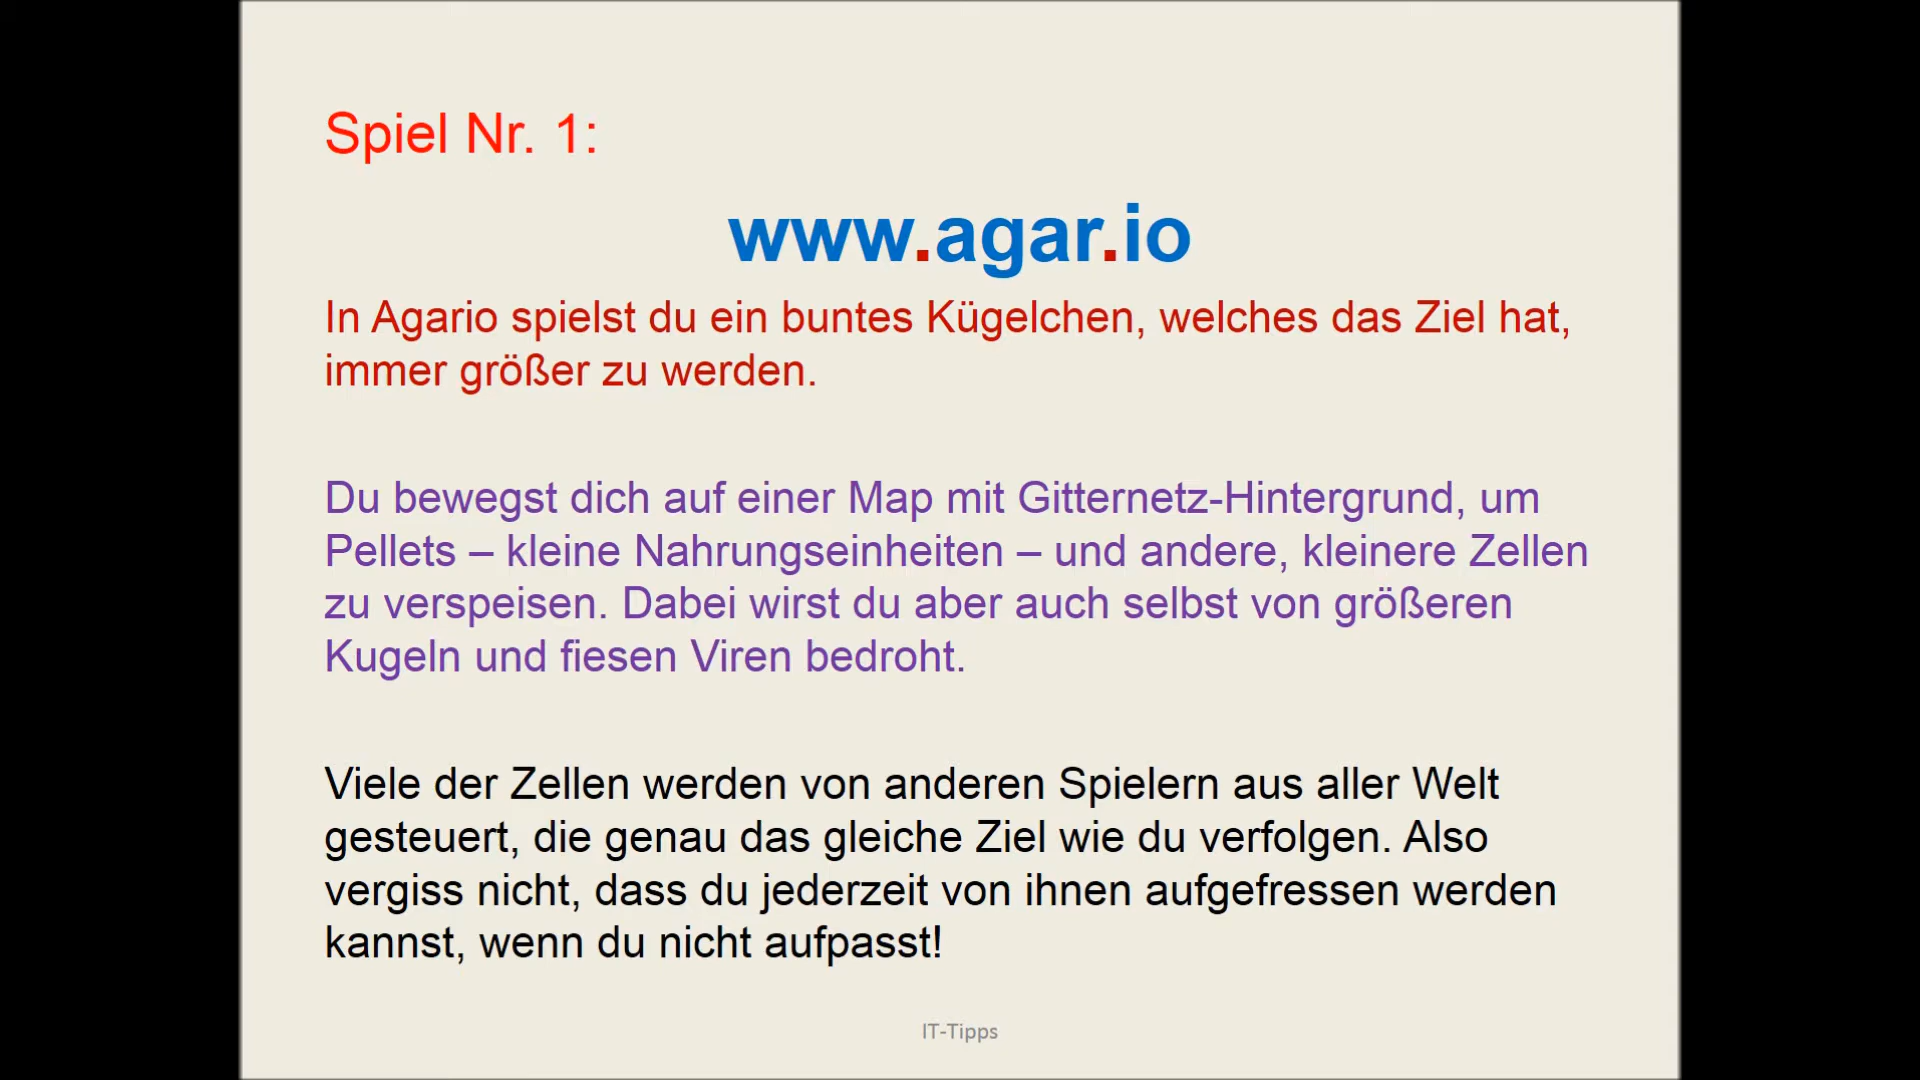 Spiel Nr. 1:
www.agar.io
In Agario spielst du ein buntes Kügelchen, welches das Ziel hat,
immer größer zu werden.
Du bewegst dich auf einer Map mit Gitternetz-Hintergrund, um
Pellets – kleine Nahrungseinheiten – und andere, kleinere Zellen
zu verspeisen. Dabei wirst du aber auch selbst von größeren
Kugeln und fiesen Viren bedroht.
Viele der Zellen werden von anderen Spielern aus aller Welt
gesteuert, die genau das gleiche Ziel wie du verfolgen. Also
vergiss nicht, dass du jederzeit von ihnen aufgefressen werden
kannst, wenn du nicht aufpasst!
IT-Tipps